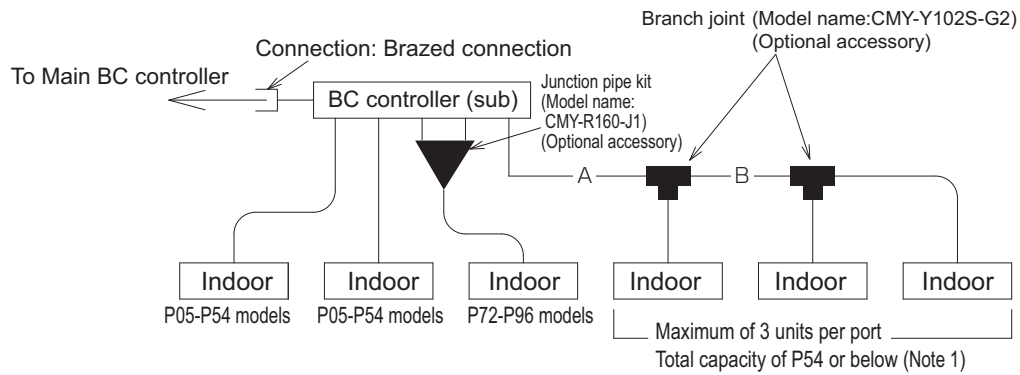 Branch joint (Model name:CMY-Y102S-G2)
(Optional accessory)
Connection: Brazed connection
To Main BC controller
BC controller (sub)
Junction pipe kit
(Model name:
CMY-R160-J1)
(Optional accessory)
A
B
Indoor
Indoor
Indoor
Indoor
Indoor
Indoor
P05-P54 models
P05-P54 models
P72-P96 models
Maximum of 3 units per port
Total capacity of P54 or below (Note 1)